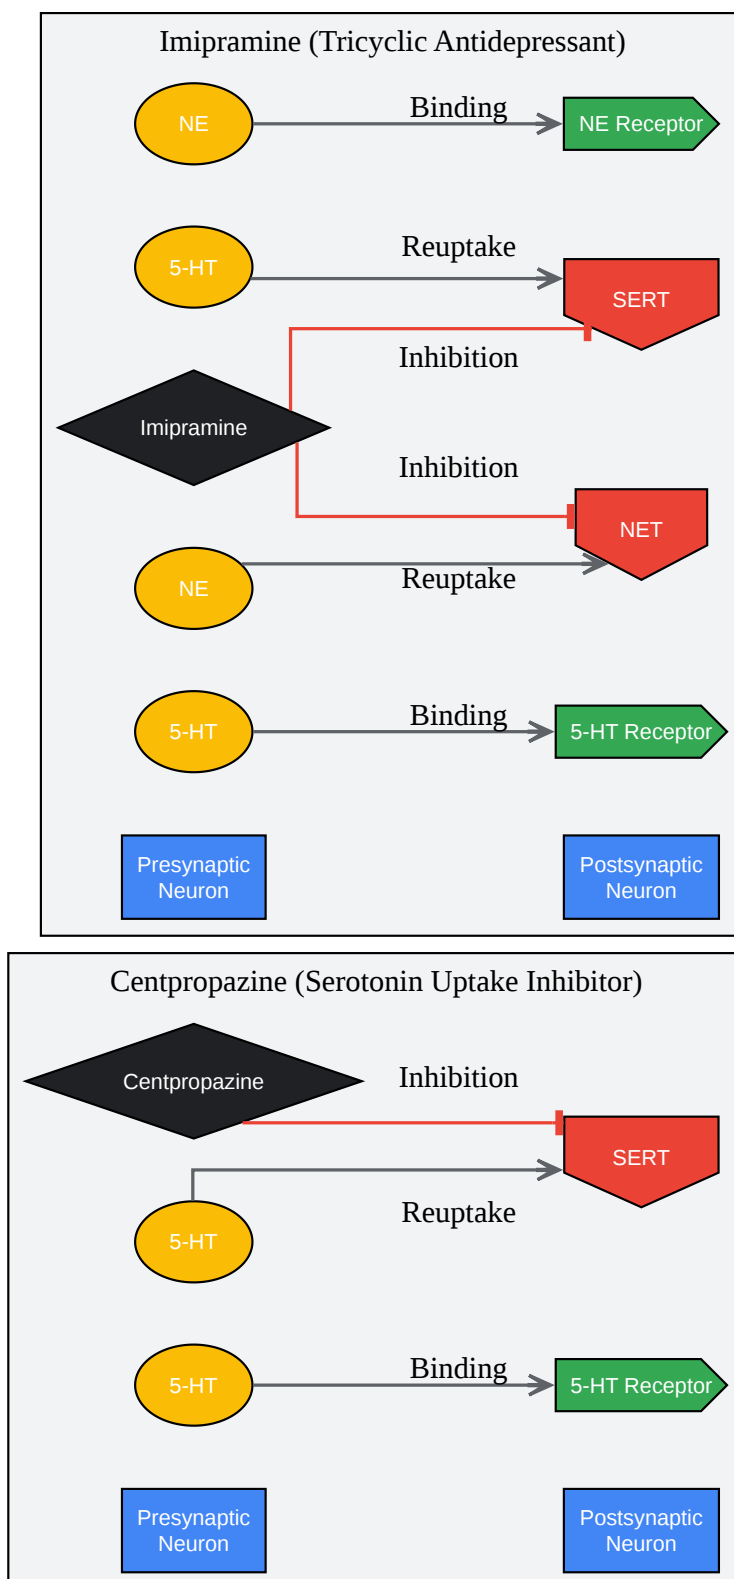 Imipramine (Tricyclic Antidepressant)
NE
Binding
NE Receptor
5-HT
Reuptake
SERT
Inhibition
Imipramine
Inhibition
NET
NE
Reuptake
5-HT
Binding
5-HT Receptor
Presynaptic
Neuron
Postsynaptic
Neuron
Centpropazine (Serotonin Uptake Inhibitor)
Centpropazine
Inhibition
SERT
Reuptake
5-HT
5-HT
Binding
5-HT Receptor
Presynaptic
Neuron
Postsynaptic
Neuron